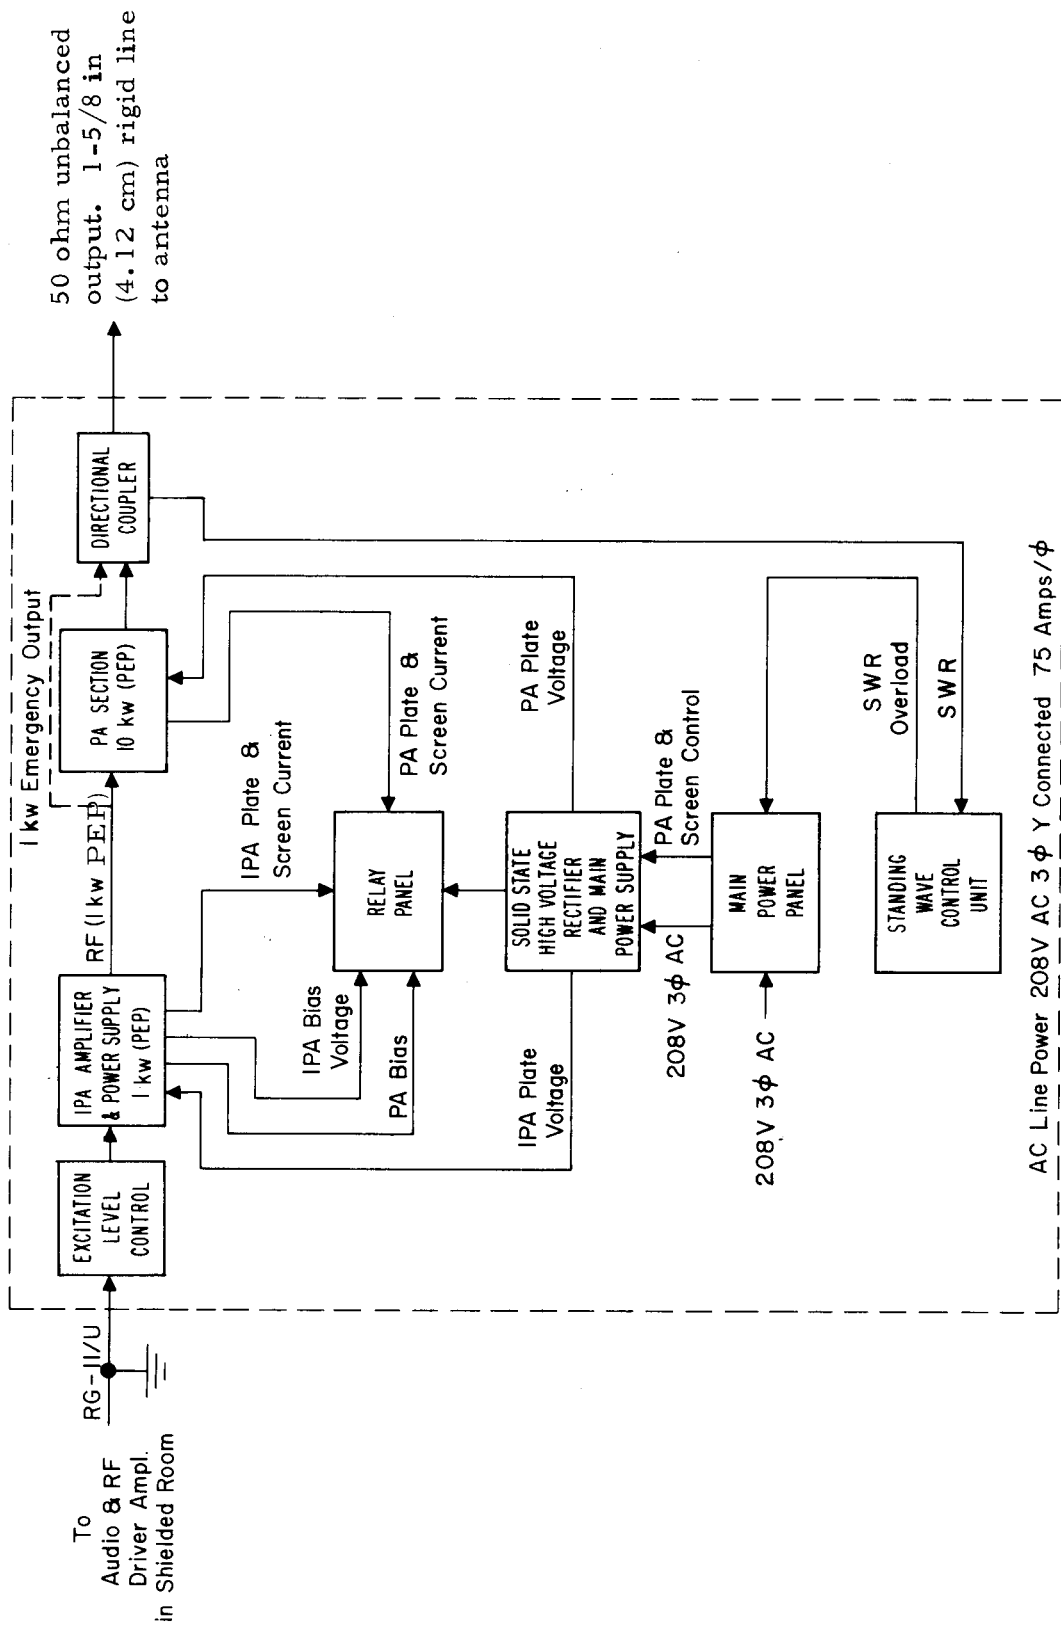 To
Audio & RF
Driver Ampl.
in Shielded Room
RG-11/U
EXCITATION
LEVEL
CONTROL
IPA AMPLIFIER
& POWER SUPPLY
1 kw (PEP)
RF (1 kw PEP)
1 kw Emergency Output
PA SECTION
10 kw (PEP)
DIRECTIONAL
COUPLER
50 ohm unbalanced
output. 1-5/8 in
(4.12 cm) rigid line
to antenna
IPA Plate &
Screen Current
PA Plate &
Screen Current
IPA Bias
Voltage
PA Bias
RELAY
PANEL
IPA Plate
Voltage
SOLID STATE
HIGH VOLTAGE
RECTIFIER
AND MAIN
POWER SUPPLY
PA Plate
Voltage
208V 3ϕ AC
PA Plate &
Screen Control
208V 3ϕ AC
MAIN
POWER
PANEL
SWR
Overload
SWR
STANDING
WAVE
CONTROL
UNIT
AC Line Power 208V AC 3ϕ Y Connected 75 Amps/ϕ